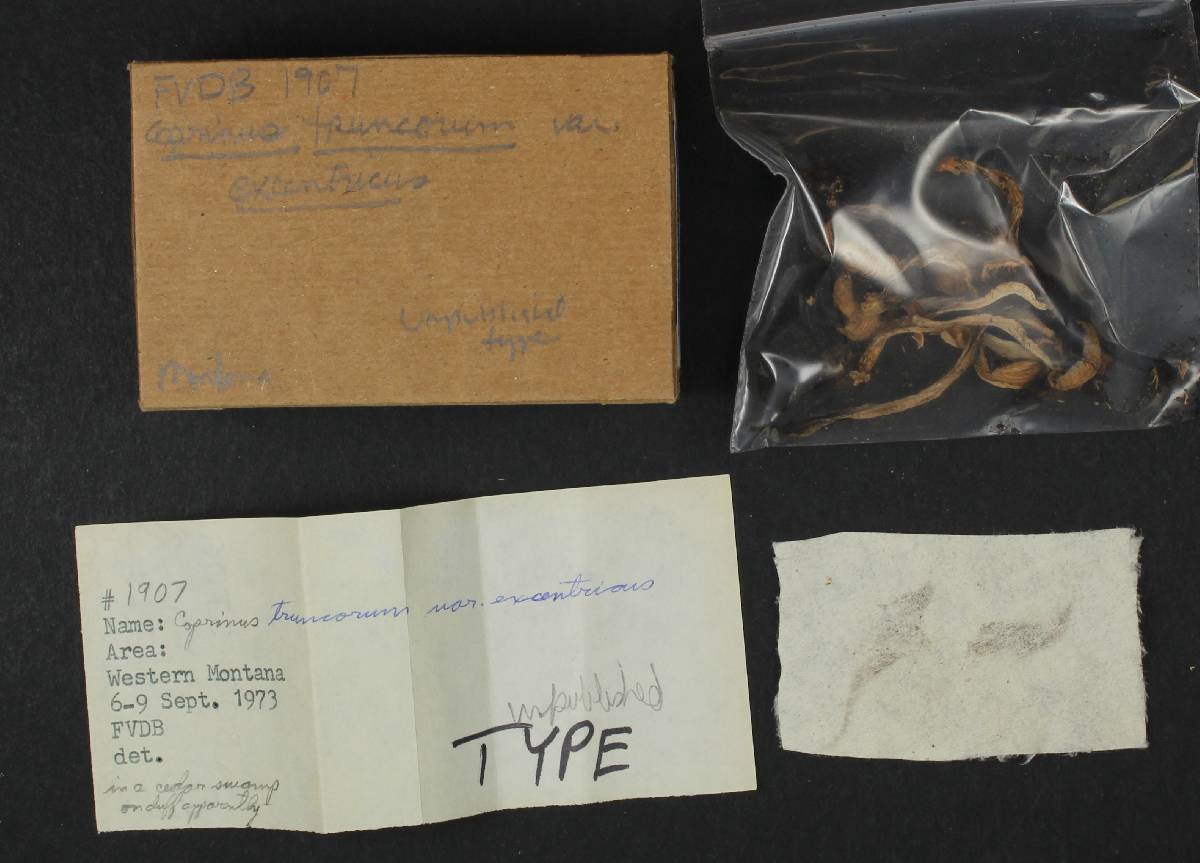 FVDB 1907
Coprinus truncorum var.
excentricus
Unpublished
type
Montana
#1907
Name: Coprinus truncorum var. excentricus
Area:
Western Montana
6-9 Sept. 1973
FVDB
det.
in a cedar swamp
on duff apparently
unpublished
TYPE